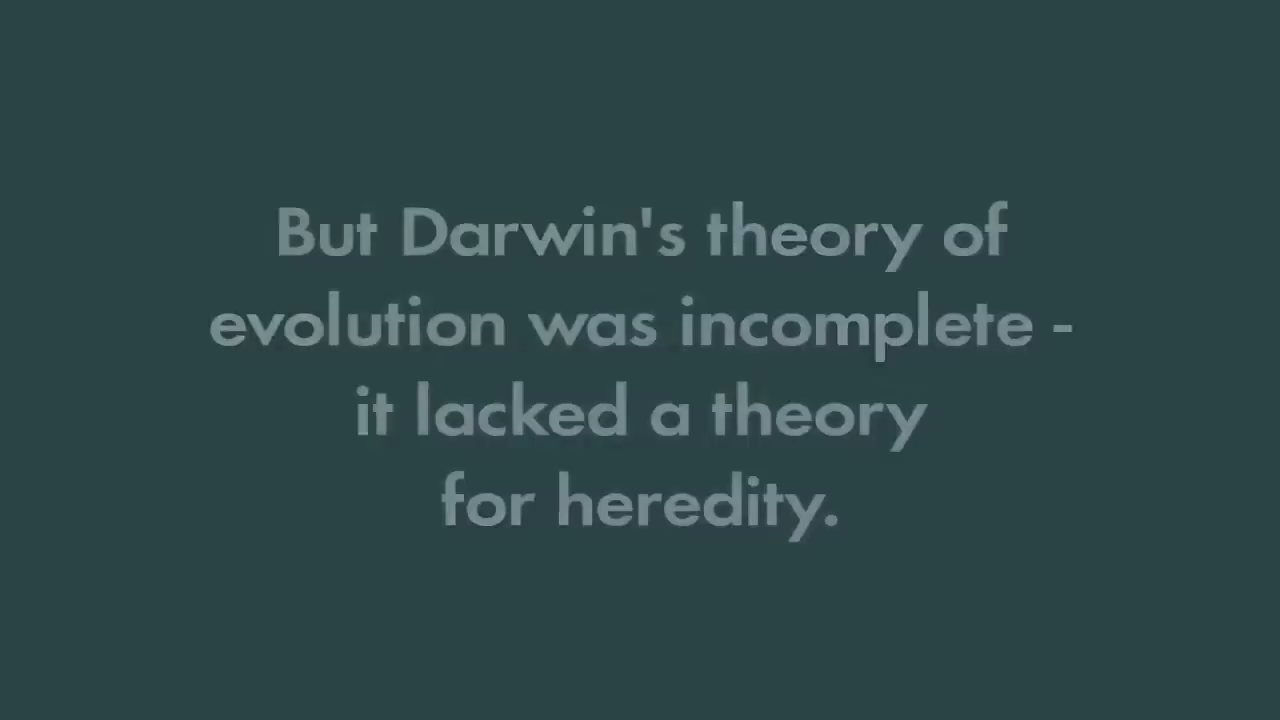 But Darwin's theory of
evolution was incomplete -
it lacked a theory
for heredity.